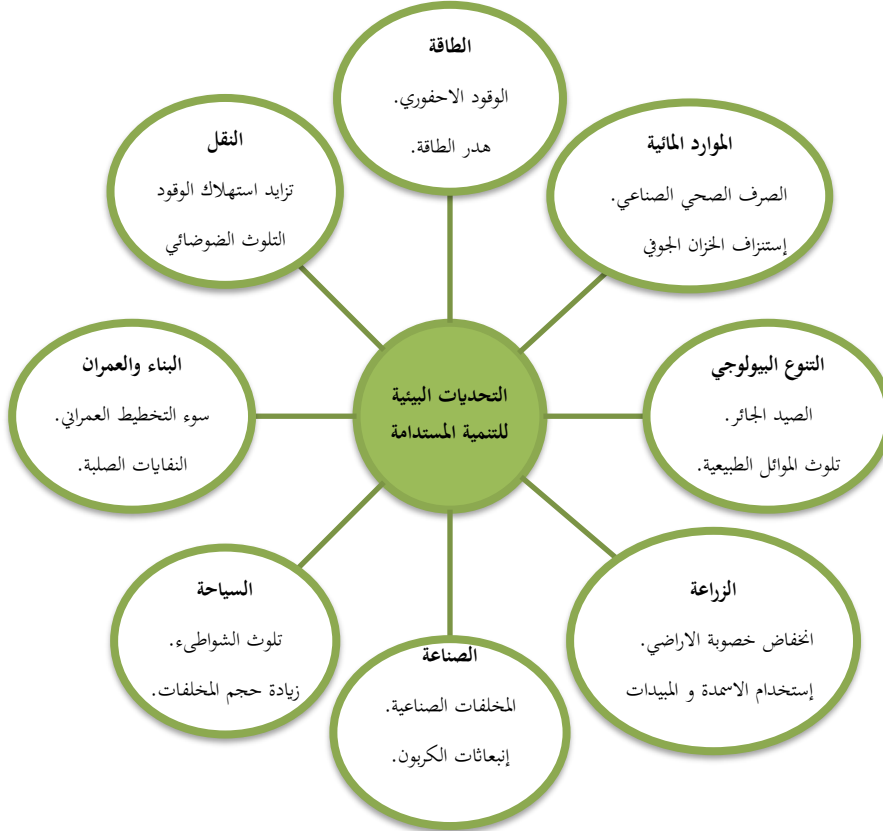 الطاقة
الوقود الاحفوري.
هدر الطاقة.
الموارد المائية
الصرف الصحي الصناعي.
إستنزاف الخزان الجوفي
التنوع البيولوجي
الصيد الجائر.
تلوث الموائل الطبيعية.
الزراعة
انخفاض خصوبة الاراضي.
إستخدام الاسمدة و المبيدات
الصناعة
المخلفات الصناعية.
إنبعاثات الكربون.
السياحة
تلوث الشواطىء.
زيادة حجم المخلفات.
البناء والعمران
سوء التخطيط العمراني.
النفايات الصلبة.
النقل
تزايد استهلاك الوقود
التلوث الضوضائي
التحديات البيئية
للتنمية المستدامة